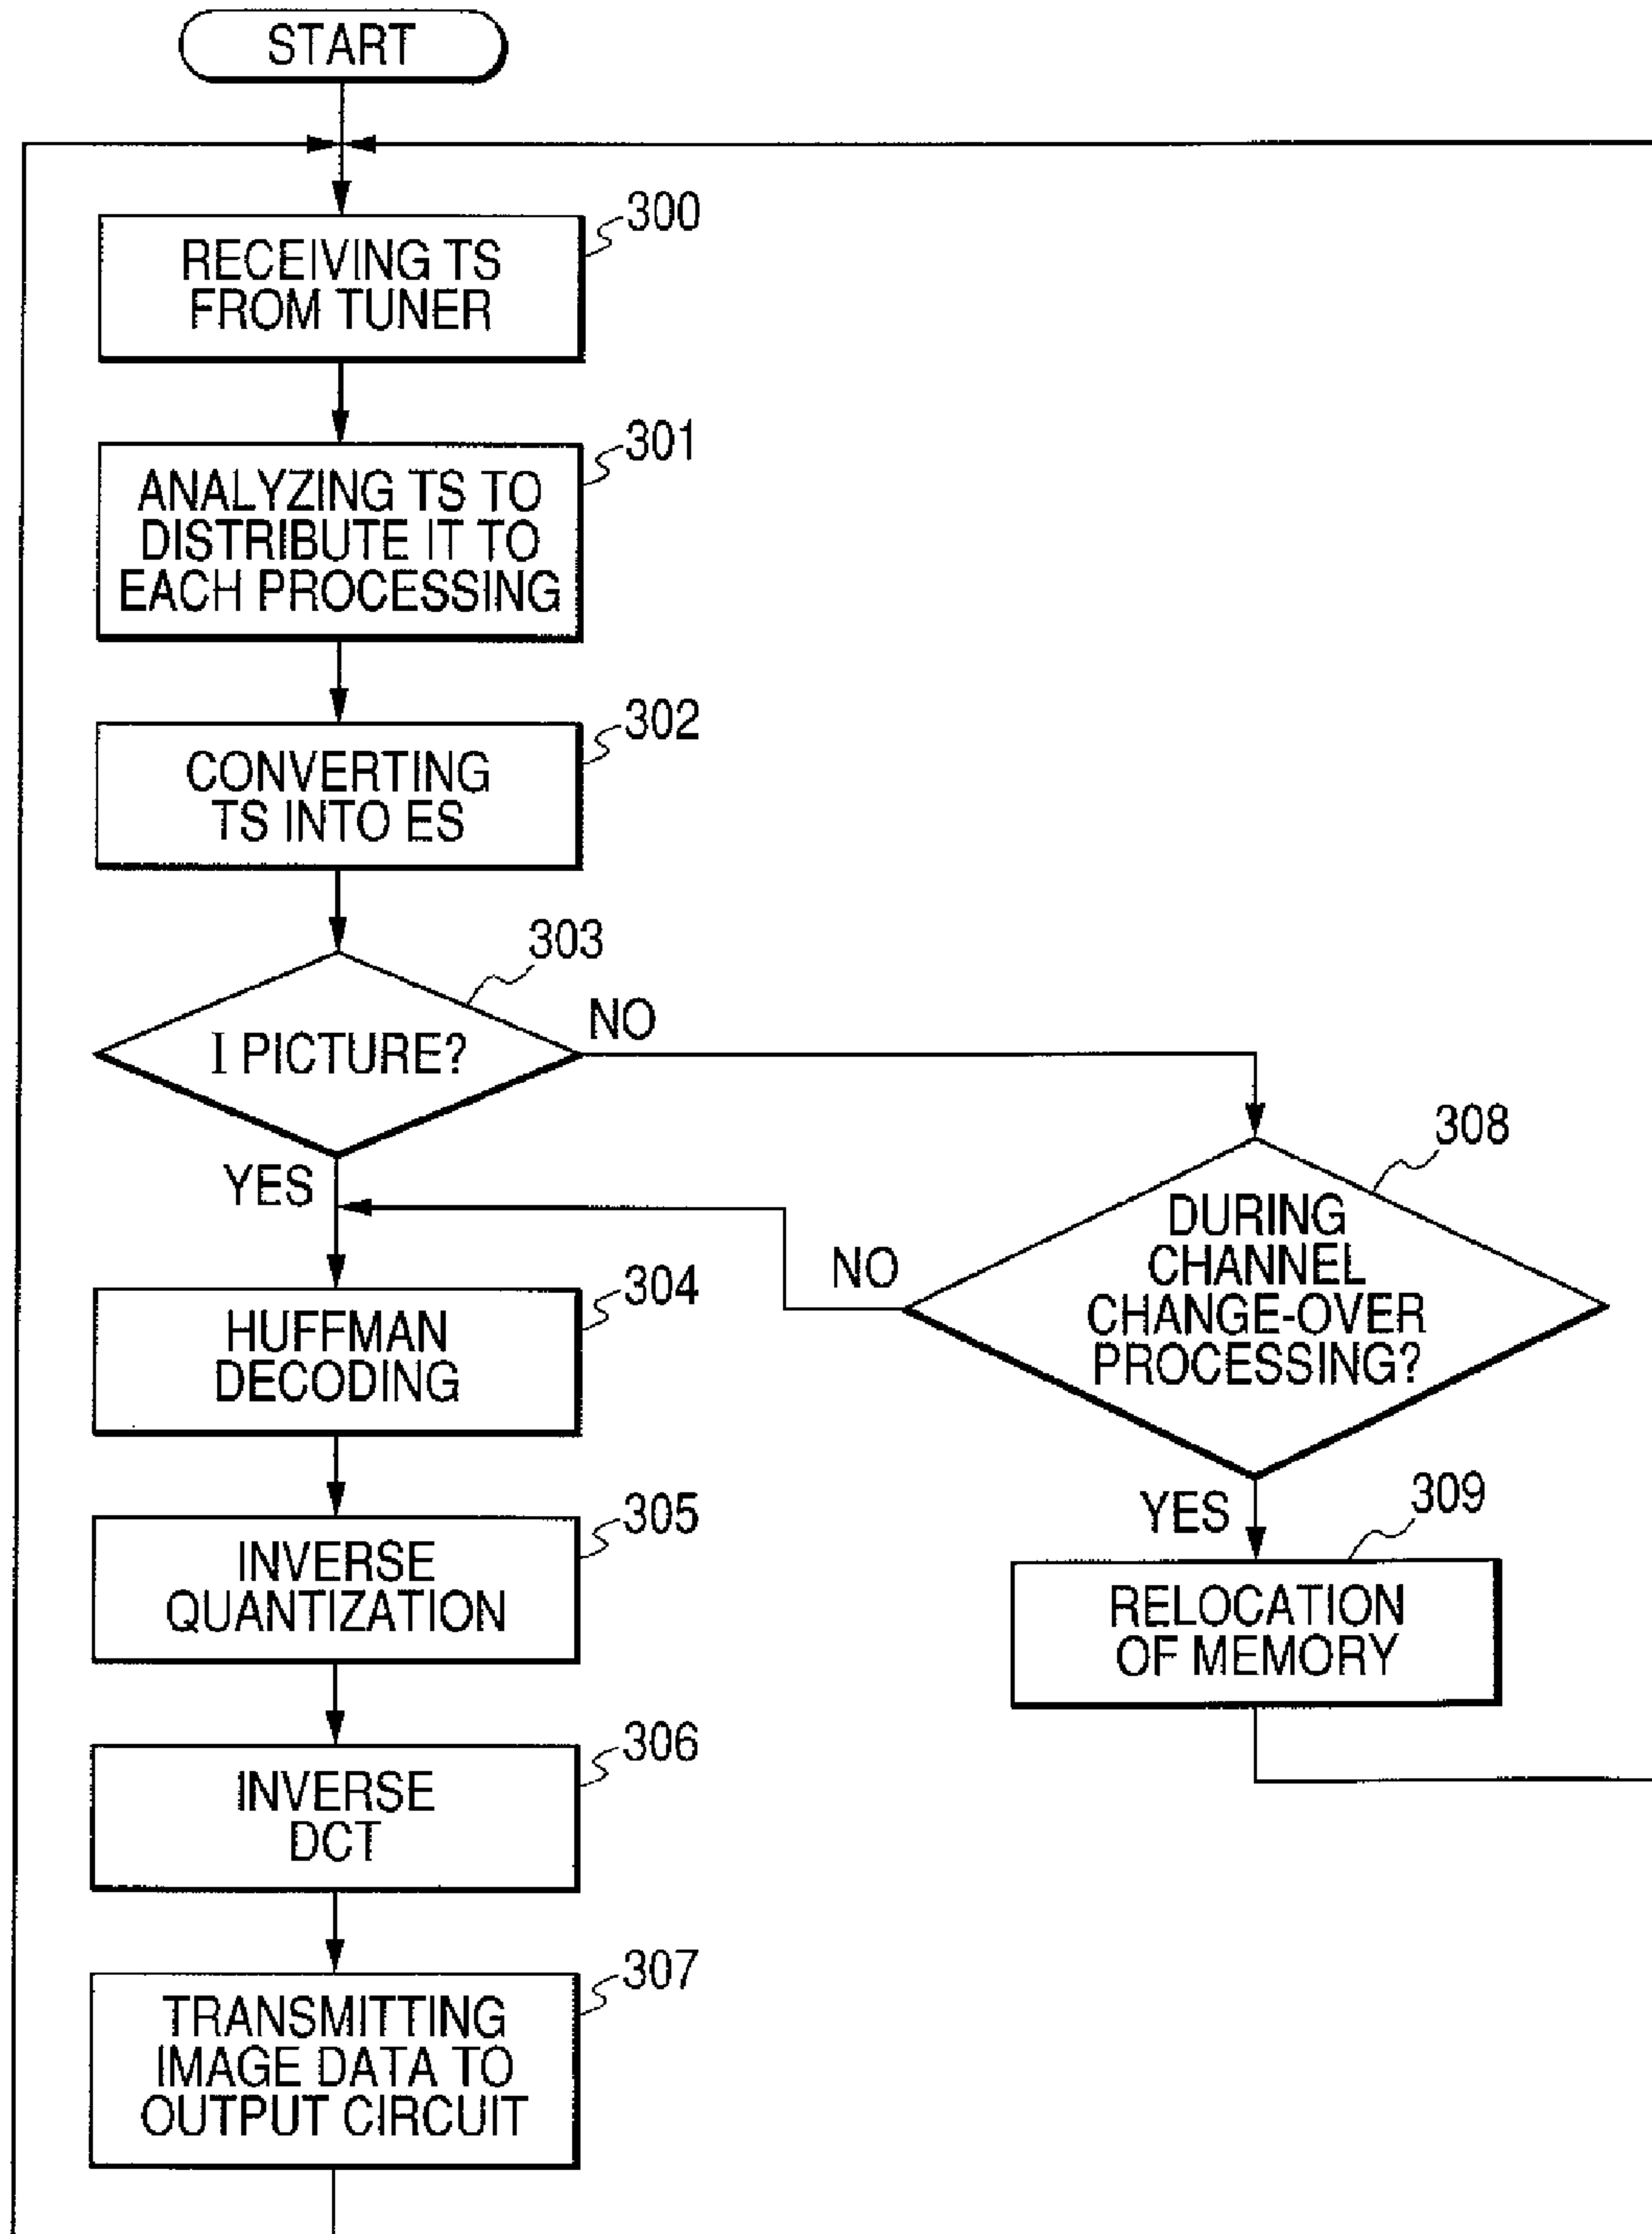 START
300
RECEIVING TS
FROM TUNER
301
ANALYZING TS TO
DISTRIBUTE IT TO
EACH PROCESSING
302
CONVERTING
TS INTO ES
303
I PICTURE?
NO
YES
308
DURING
CHANNEL
CHANGE-OVER
PROCESSING?
NO
YES
304
HUFFMAN
DECODING
305
INVERSE
QUANTIZATION
309
RELOCATION
OF MEMORY
306
INVERSE
DCT
307
TRANSMITTING
IMAGE DATA TO
OUTPUT CIRCUIT